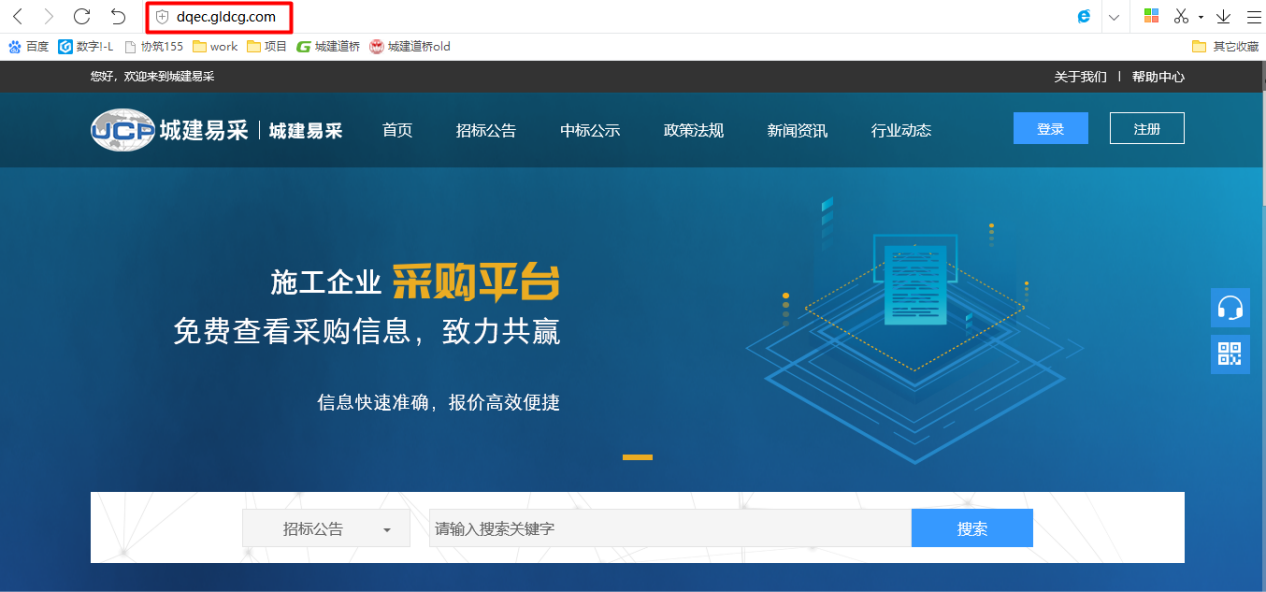 dqec.gldcg.com
百度 数字!-L 协筑155 work 项目 城建道桥 城建道桥old 其它收藏
您好，欢迎来到城建易采 关于我们 | 帮助中心
UCP 城建易采 | 城建易采 首页 招标公告 中标公示 政策法规 新闻资讯 行业动态 登录 注册
施工企业 采购平台
免费查看采购信息，致力共赢
信息快速准确，报价高效便捷
招标公告 请输入搜索关键字 搜索